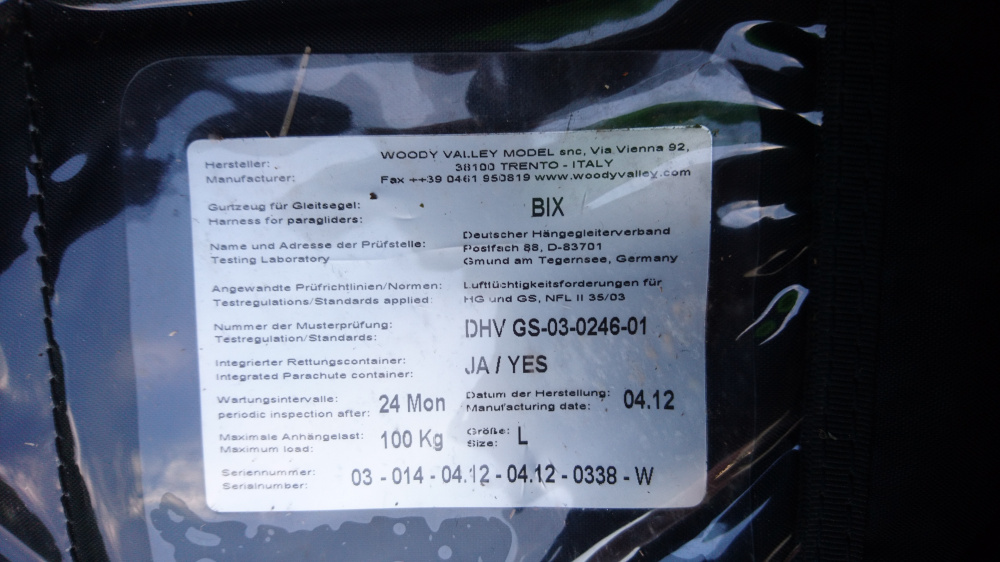 Hersteller:
Manufacturer:
WOODY VALLEY MODEL snc, Via Vienna 92,
38100 TRENTO - ITALY
Fax ++39 0461 950819 www.woodyvalley.com
Gurtzeug für Gleitsegel:
Harness for paragliders:
BIX
Name und Adresse der Prüfstelle:
Testing Laboratory
Deutscher Hängegleiterverband
Postfach 88, D-83701
Gmund am Tegernsee, Germany
Angewandte Prüfrichtlinien/Normen:
Testregulations/Standards applied:
Lufttüchtigkeitsforderungen für
HG und GS, NFL II 35/03
Nummer der Musterprüfung:
Testregulation/Standards:
DHV GS-03-0246-01
Integrierter Rettungscontainer:
Integrated Parachute container:
JA / YES
Wartungsintervalle:
periodic inspection after:
24 Mon
Datum der Herstellung:
Manufacturing date:
04.12
Maximale Anhängelast:
Maximum load:
100 Kg
Größe:
Size:
L
Seriennummer:
Serialnumber:
03 - 014 - 04.12 - 04.12 - 0338 - W